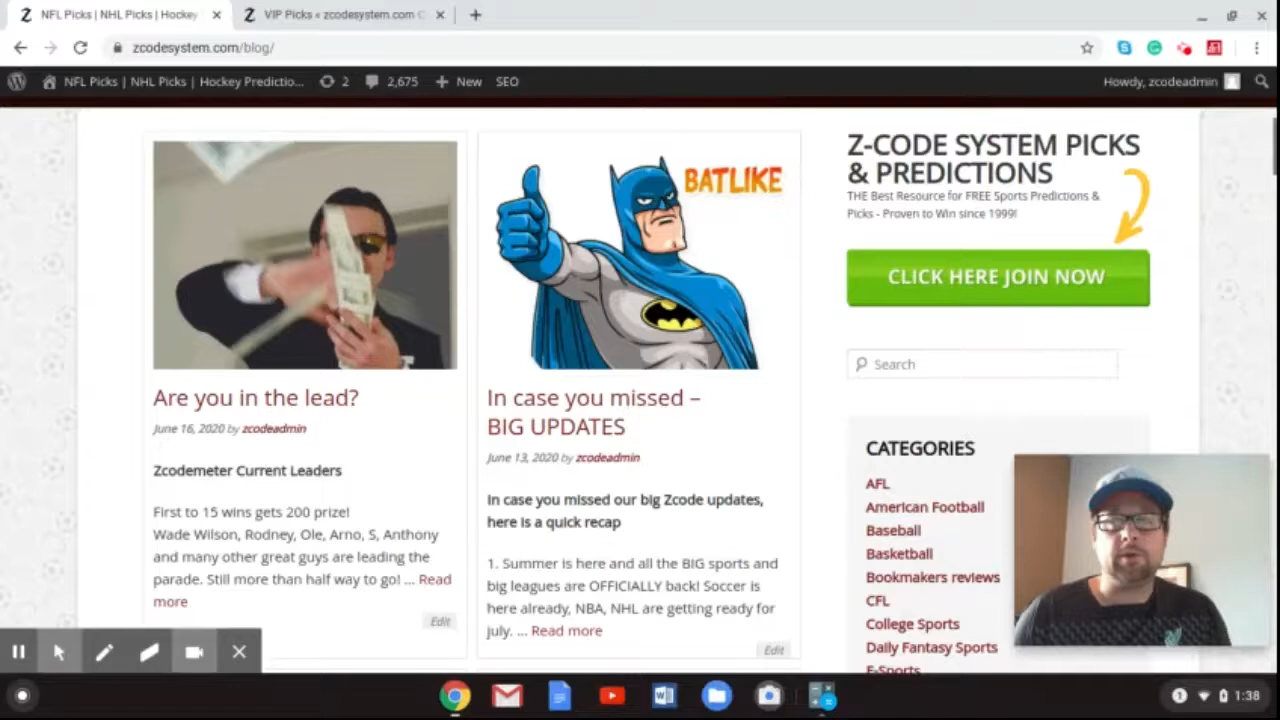 NFL Picks | NHL Picks | Hockey
VIP Picks « zcodesystem.com
zcodesystem.com/blog/
NFL Picks | NHL Picks | Hockey Predictio... 2 2,675 New SEO
Howdy, zcodeadmin
BATLIKE
Are you in the lead?
June 16, 2020 by zcodeadmin
Zcodemeter Current Leaders
First to 15 wins gets 200 prize!
Wade Wilson, Rodney, Ole, Arno, S, Anthony
and many other great guys are leading the
parade. Still more than half way to go! ... Read
more
Edit
In case you missed –
BIG UPDATES
June 13, 2020 by zcodeadmin
In case you missed our big Zcode updates,
here is a quick recap
1. Summer is here and all the BIG sports and
big leagues are OFFICIALLY back! Soccer is
here already, NBA, NHL are getting ready for
july. ... Read more
Edit
Z-CODE SYSTEM PICKS
& PREDICTIONS
THE Best Resource for FREE Sports Predictions &
Picks - Proven to Win since 1999!
CLICK HERE JOIN NOW
Search
CATEGORIES
AFL
American Football
Baseball
Basketball
Bookmakers reviews
CFL
College Sports
Daily Fantasy Sports
E-Sports
1:38